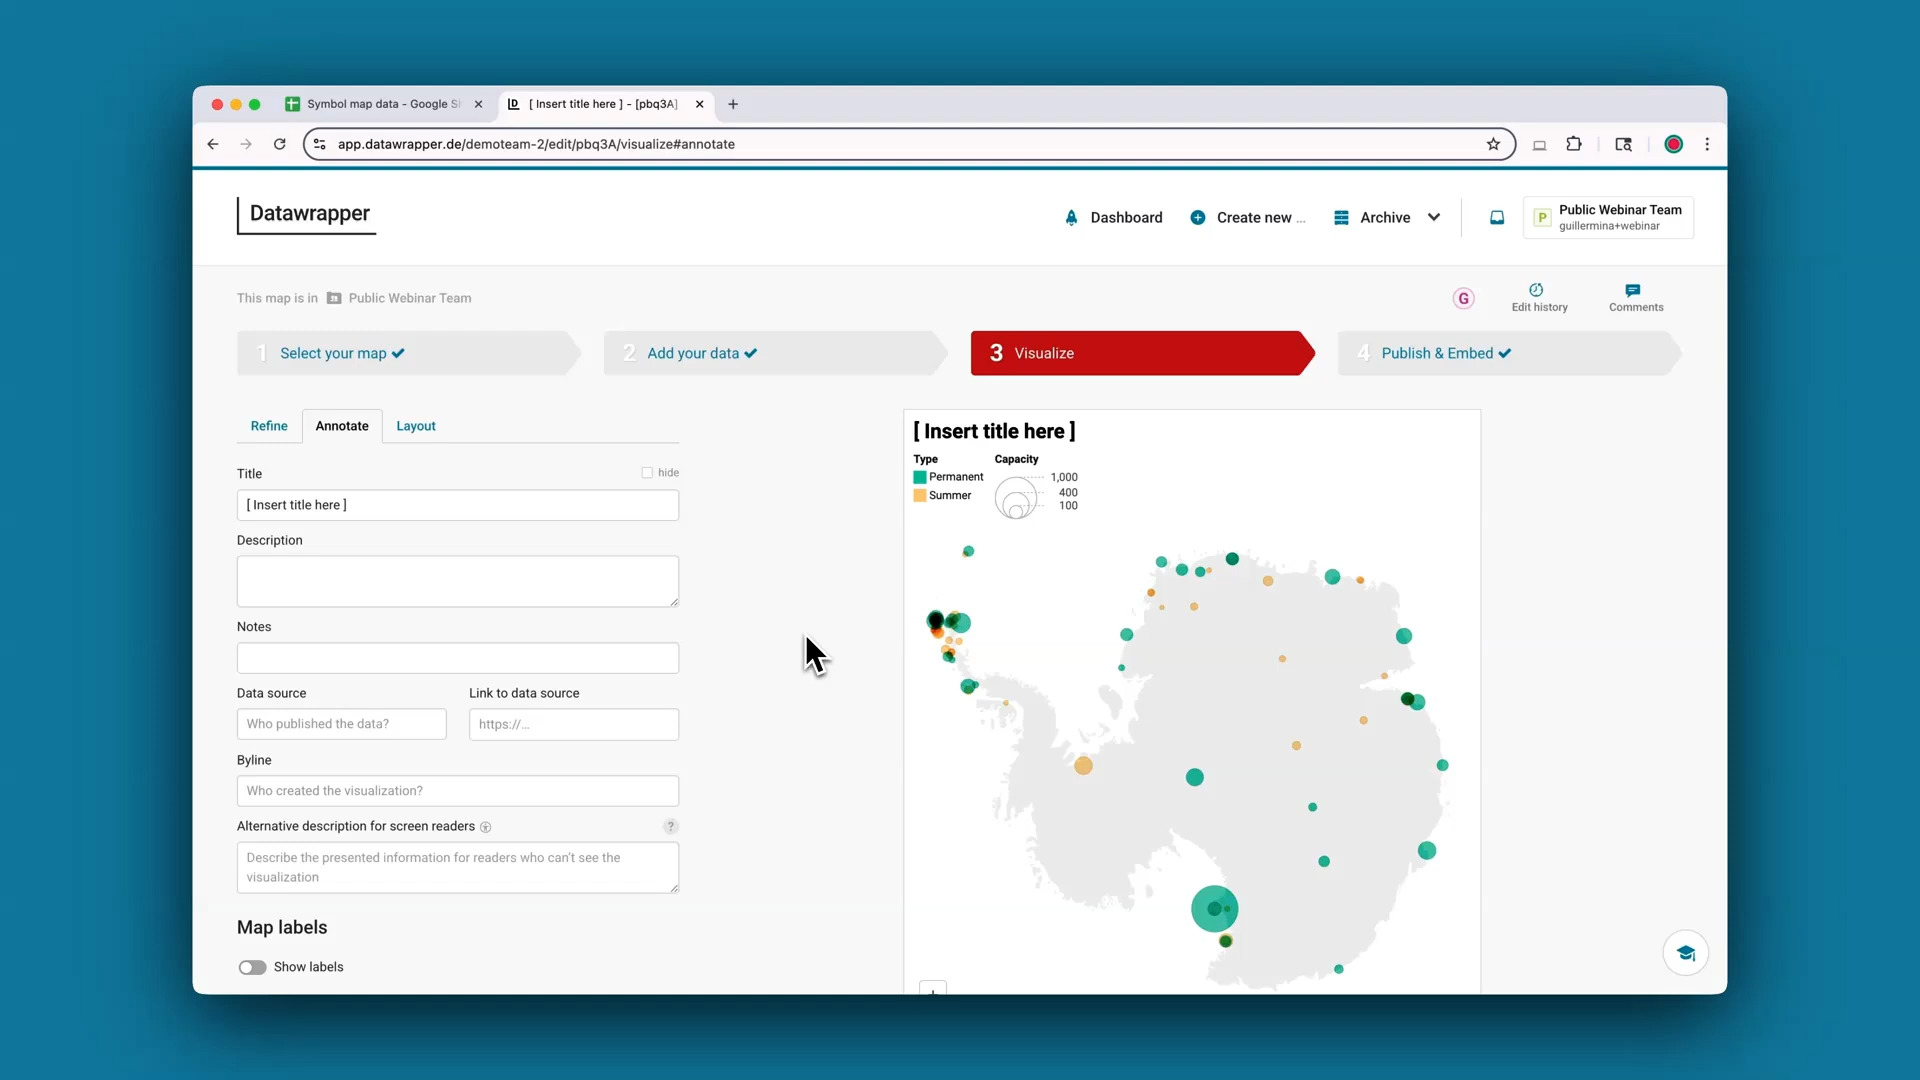 Symbol map data - Google S
[ Insert title here ] - [pbq3A]
app.datawrapper.de/demoteam-2/edit/pbq3A/visualize#annotate
Datawrapper
Dashboard
Create new ...
Archive
P
Public Webinar Team
guillermina+webinar
This map is in
Public Webinar Team
G
Edit history
Comments
1 Select your map
2 Add your data
3 Visualize
4 Publish & Embed
Refine
Annotate
Layout
Title
hide
[ Insert title here ]
Description
Notes
Data source
Link to data source
Who published the data?
https://...
Byline
Who created the visualization?
Alternative description for screen readers
?
Describe the presented information for readers who can't see the
visualization
Map labels
Show labels
[ Insert title here ]
Type
Capacity
Permanent
Summer
1,000
400
100